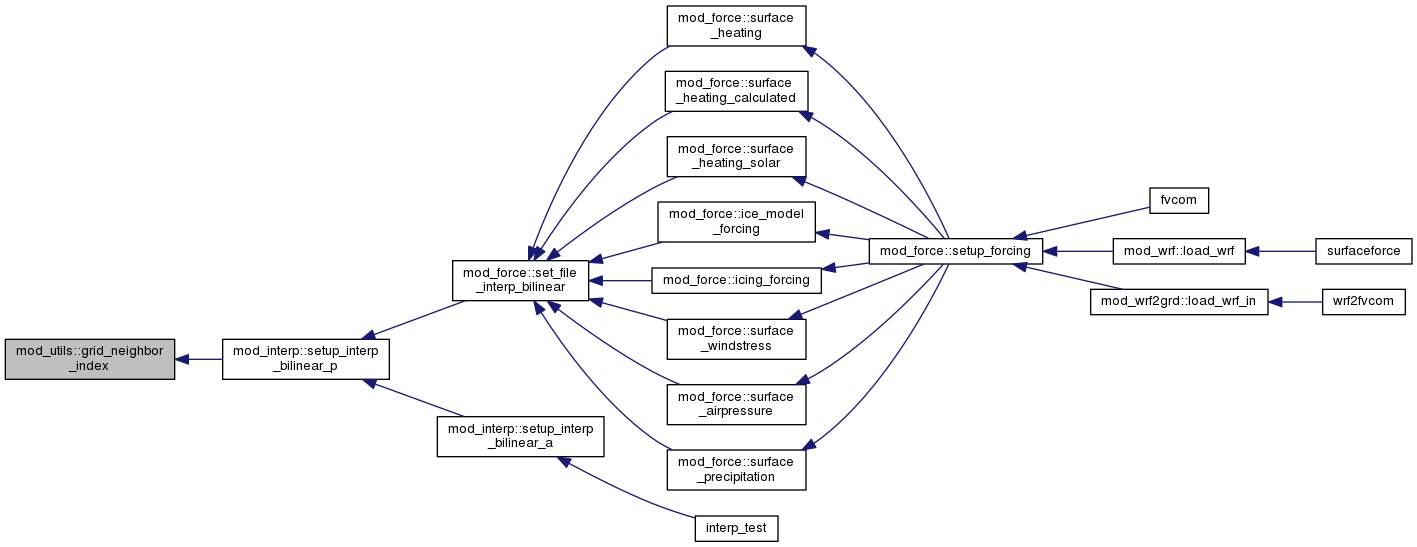 mod_force::surface
_heating
mod_force::surface
_heating_calculated
mod_force::surface
_heating_solar
mod_force::ice_model
_forcing
mod_force::icing_forcing
mod_force::surface
_windstress
mod_force::surface
_airpressure
mod_force::surface
_precipitation
mod_force::set_file
_interp_bilinear
mod_utils::grid_neighbor
_index
mod_interp::setup_interp
_bilinear_p
mod_interp::setup_interp
_bilinear_a
interp_test
mod_force::setup_forcing
fvcom
mod_wrf::load_wrf
surfaceforce
mod_wrf2grd::load_wrf_in
wrf2fvcom